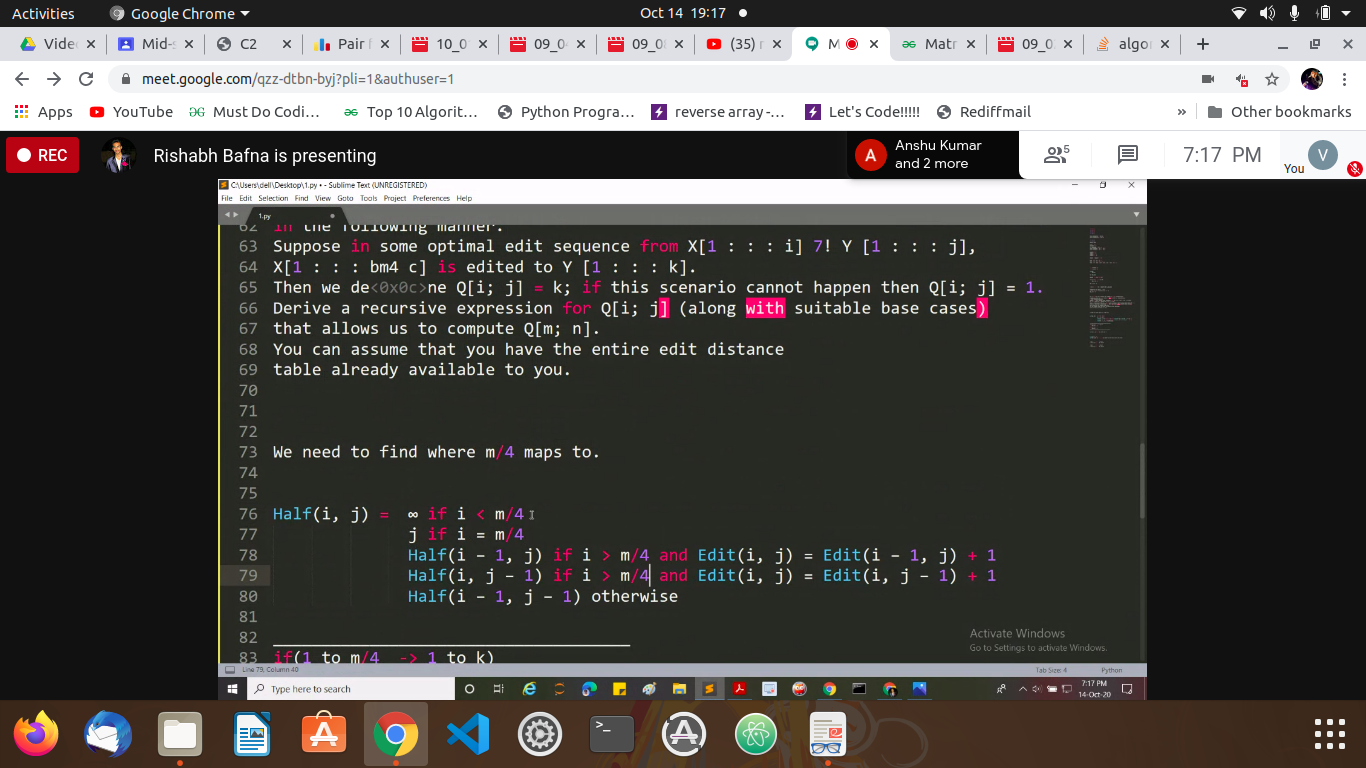 Activities
Google Chrome
Oct 14 19:17
Vide
Mid-s
C2
Pair f
10_0
09_0
09_0
(35) r
M
Matr
09_0
algo
meet.google.com/qzz-dtbn-byj?pli=1&authuser=1
Apps
YouTube
Must Do Codi...
Top 10 Algorit...
Python Progra...
reverse array -...
Let's Code!!!!!
Rediffmail
»
Other bookmarks
REC
Rishabh Bafna is presenting
A
Anshu Kumar
and 2 more
5
7:17 PM
You
V
C:\Users\dell\Desktop\1.py • - Sublime Text (UNREGISTERED)
File Edit Selection Find View Goto Tools Project Preferences Help
1.py
62 in the following manner.
63 Suppose in some optimal edit sequence from X[1 : : : i] 7! Y [1 : : : j],
64 X[1 : : : bm4 c] is edited to Y [1 : : : k].
65 Then we de<0x0c>ne Q[i; j] = k; if this scenario cannot happen then Q[i; j] = 1.
66 Derive a recursive expression for Q[i; j] (along with suitable base cases)
67 that allows us to compute Q[m; n].
68 You can assume that you have the entire edit distance
69 table already available to you.
70
71
72
73 We need to find where m/4 maps to.
74
75
76 Half(i, j) = ∞ if i < m/4
77 j if i = m/4
78 Half(i - 1, j) if i > m/4 and Edit(i, j) = Edit(i - 1, j) + 1
79 Half(i, j - 1) if i > m/4 and Edit(i, j) = Edit(i, j - 1) + 1
80 Half(i - 1, j - 1) otherwise
81
82 __________________________________
83 if(1 to m/4 -> 1 to k)
Activate Windows
Go to Settings to activate Windows.
Line 79, Column 40
Tab Size: 4
Python
Type here to search
7:17 PM
14-Oct-20